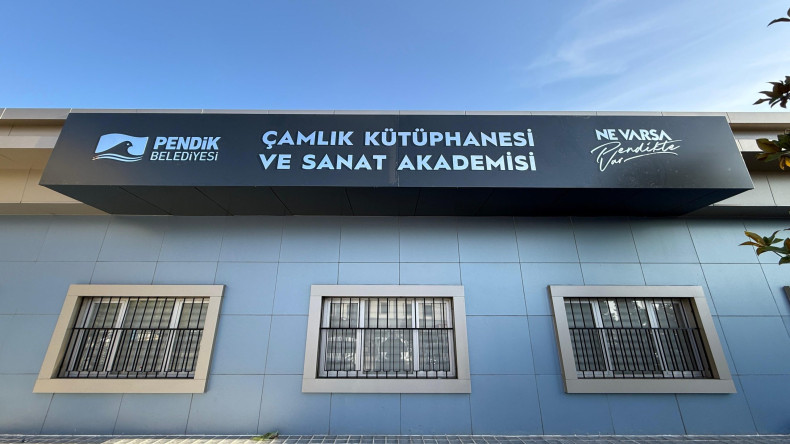 PENDİK
BELEDİYESİ
ÇAMLIK KÜTÜPHANESİ
VE SANAT AKADEMİSİ
NE VARSA
Pendikte
Var